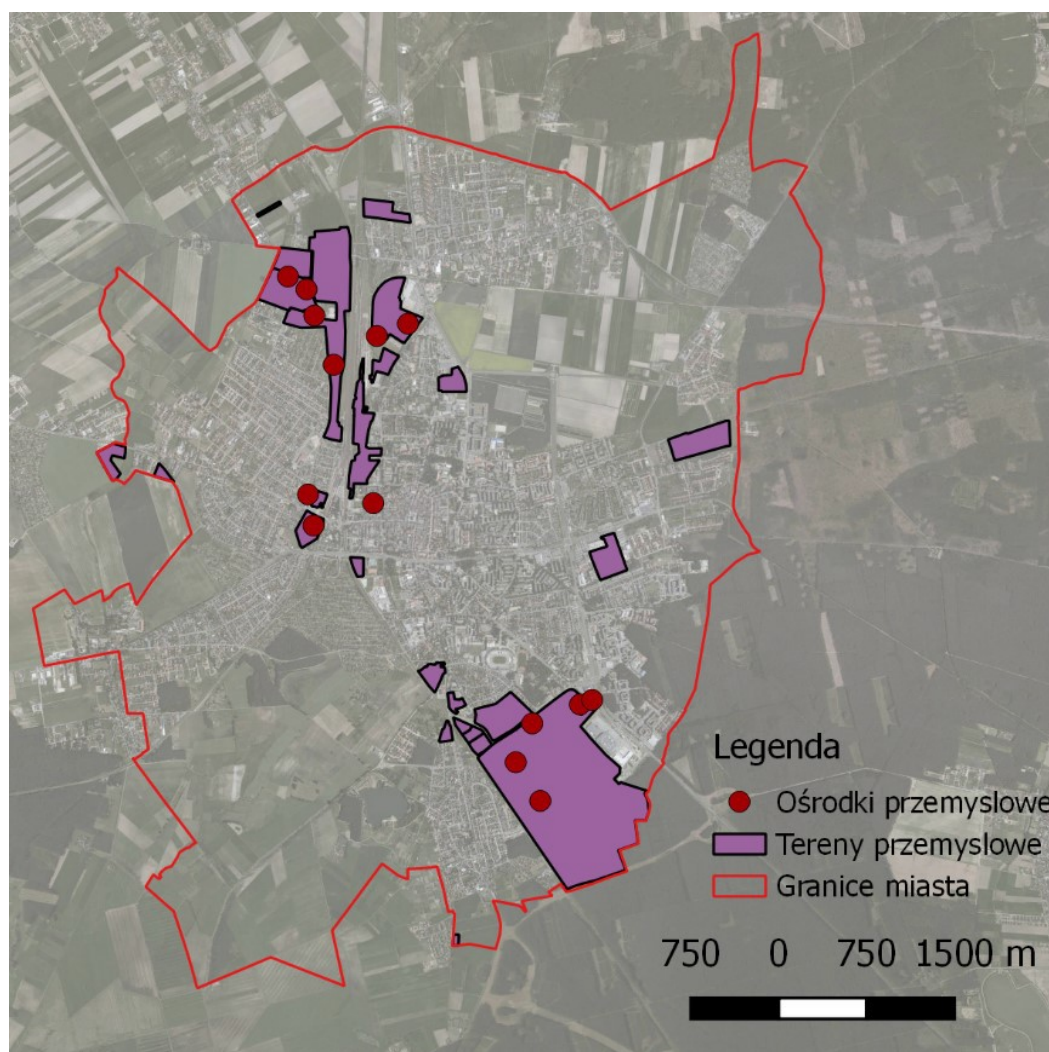 Legenda
Ośrodki przemyslowe
Tereny przemyslowe
Granice miasta
750 0 750 1500 m